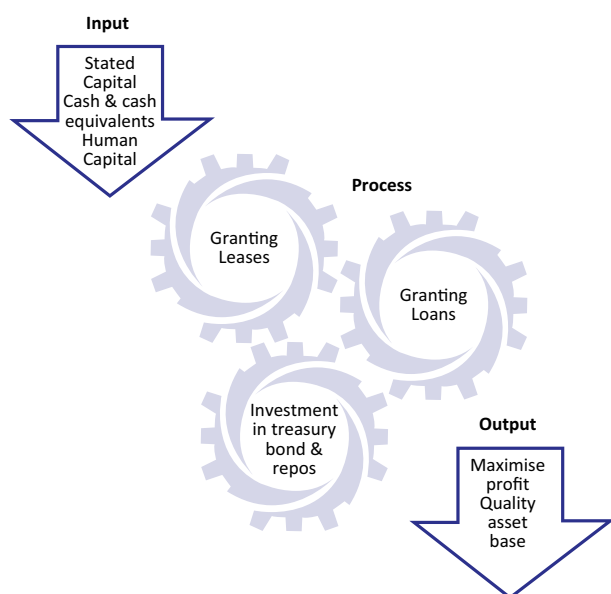 Input
Stated
Capital
Cash & cash
equivalents
Human
Capital
Process
Granting
Leases
Granting
Loans
Investment
in treasury
bond &
repos
Output
Maximise
profit
Quality
asset
base